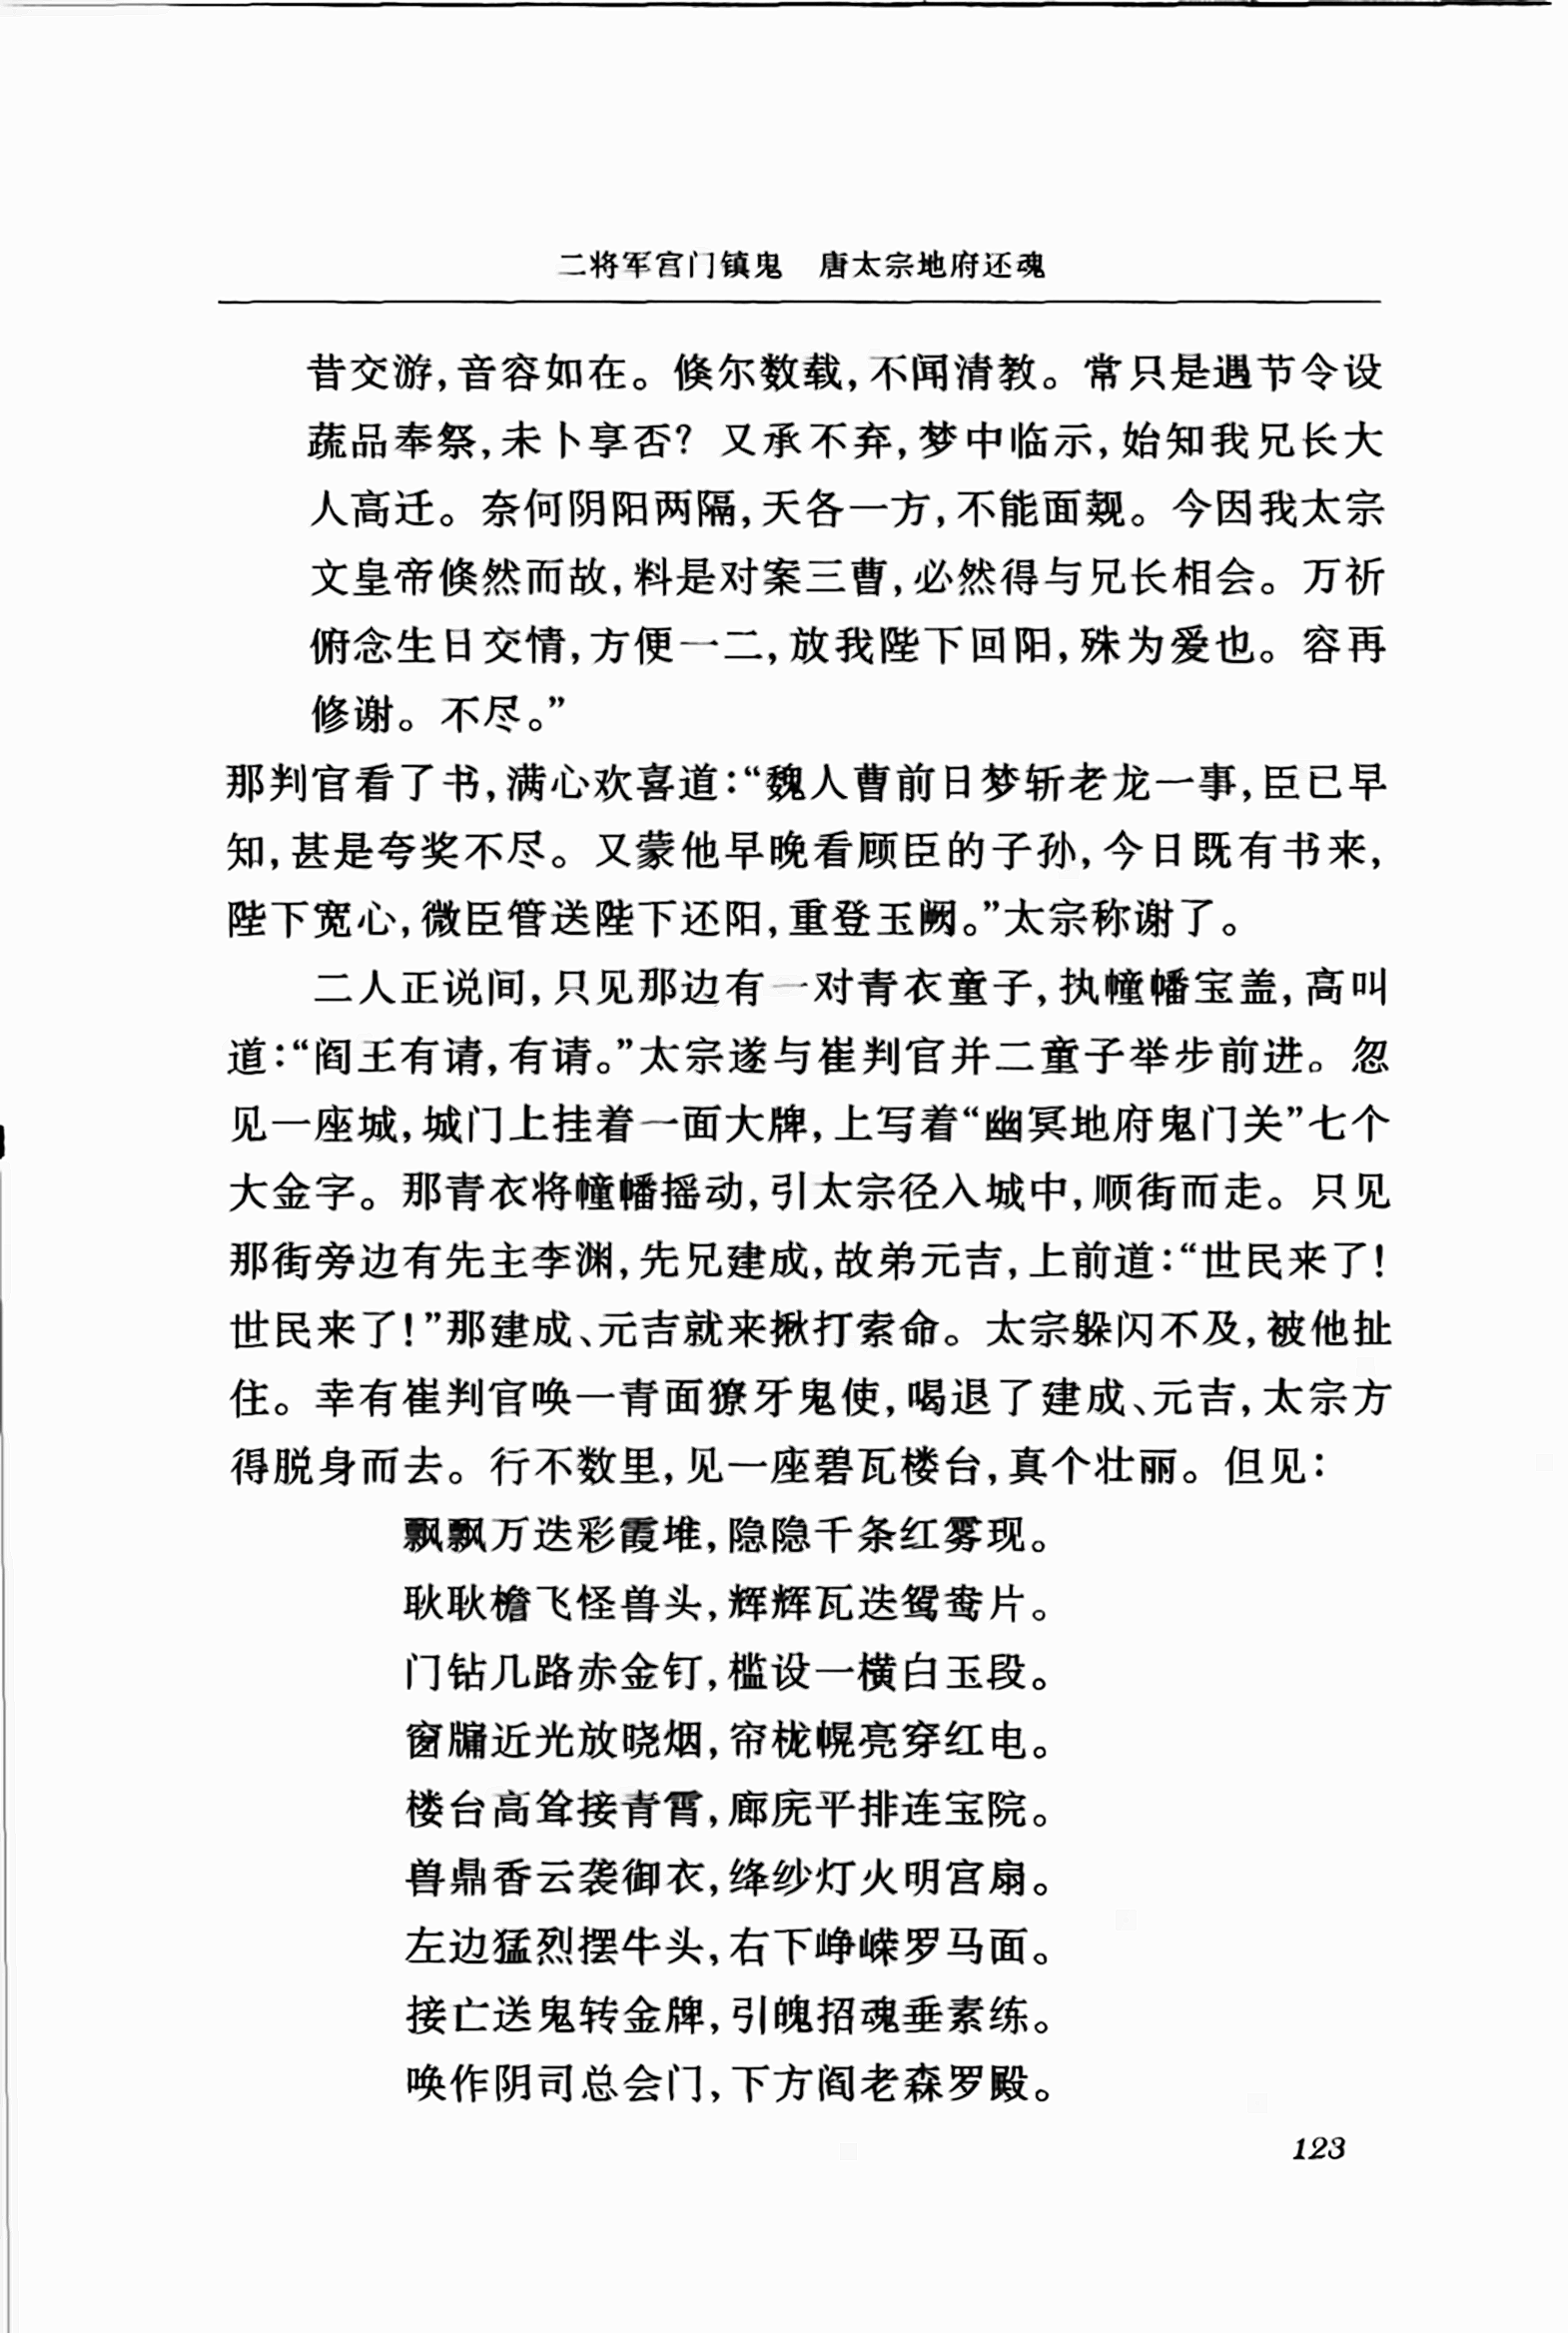 二将军宫门镇鬼　唐太宗地府还魂
昔交游，音容如在。倏尔数载，不闻清教。常只是遇节令设
蔬品奉祭，未卜享否？又承不弃，梦中临示，始知我兄长大
人高迁。奈何阴阳两隔，天各一方，不能面觌。今因我太宗
文皇帝倏然而故，料是对案三曹，必然得与兄长相会。万祈
俯念生日交情，方便一二，放我陛下回阳，殊为爱也。容再
修谢。不尽。”
那判官看了书，满心欢喜道：“魏人曹前日梦斩老龙一事，臣已早
知，甚是夸奖不尽。又蒙他早晚看顾臣的子孙，今日既有书来，
陛下宽心，微臣管送陛下还阳，重登玉阙。”太宗称谢了。
二人正说间，只见那边有一对青衣童子，执幢幡宝盖，高叫
道：“阎王有请，有请。”太宗遂与崔判官并二童子举步前进。忽
见一座城，城门上挂着一面大牌，上写着“幽冥地府鬼门关”七个
大金字。那青衣将幢幡摇动，引太宗径入城中，顺街而走。只见
那街旁边有先主李渊，先兄建成，故弟元吉，上前道：“世民来了！
世民来了！”那建成、元吉就来揪打索命。太宗躲闪不及，被他扯
住。幸有崔判官唤一青面獠牙鬼使，喝退了建成、元吉，太宗方
得脱身而去。行不数里，见一座碧瓦楼台，真个壮丽。但见：
飘飘万迭彩霞堆，隐隐千条红雾现。
耿耿檐飞怪兽头，辉辉瓦迭鸳鸯片。
门钻几路赤金钉，槛设一横白玉段。
窗牖近光放晓烟，帘栊幌亮穿红电。
楼台高耸接青霄，廊庑平排连宝院。
兽鼎香云袭御衣，绛纱灯火明宫扇。
左边猛烈摆牛头，右下峥嵘罗马面。
接亡送鬼转金牌，引魄招魂垂素练。
唤作阴司总会门，下方阎老森罗殿。
123